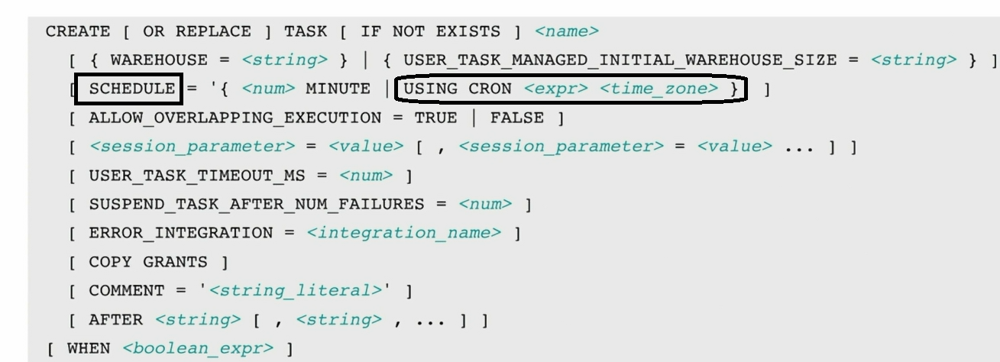 CREATE [ OR REPLACE ] TASK [ IF NOT EXISTS ] <name>
[ { WAREHOUSE = <string> } | { USER_TASK_MANAGED_INITIAL_WAREHOUSE_SIZE = <string> } ]
[ SCHEDULE = '{ <num> MINUTE | USING CRON <expr> <time_zone> } ]
[ ALLOW_OVERLAPPING_EXECUTION = TRUE | FALSE ]
[ <session_parameter> = <value> [ , <session_parameter> = <value> ... ] ]
[ USER_TASK_TIMEOUT_MS = <num> ]
[ SUSPEND_TASK_AFTER_NUM_FAILURES = <num> ]
[ ERROR_INTEGRATION = <integration_name> ]
[ COPY GRANTS ]
[ COMMENT = '<string_literal>' ]
[ AFTER <string> [ , <string> , ... ] ]
[ WHEN <boolean_expr> ]